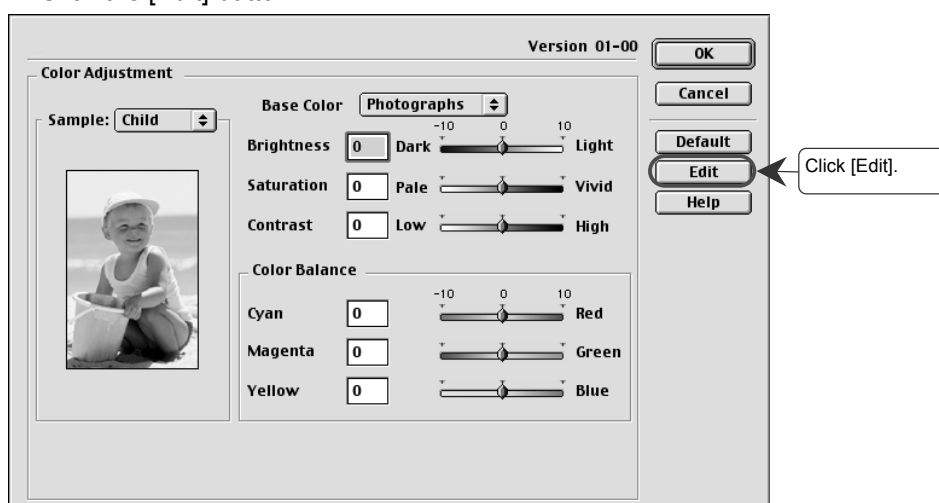 Version 01-00
OK
Cancel
Default
Edit
Help
Click [Edit].
Color Adjustment
Sample: Child
Base Color Photographs
-10 0 10
Brightness 0 Dark Light
Saturation 0 Pale Vivid
Contrast 0 Low High
Color Balance
-10 0 10
Cyan 0 Red
Magenta 0 Green
Yellow 0 Blue